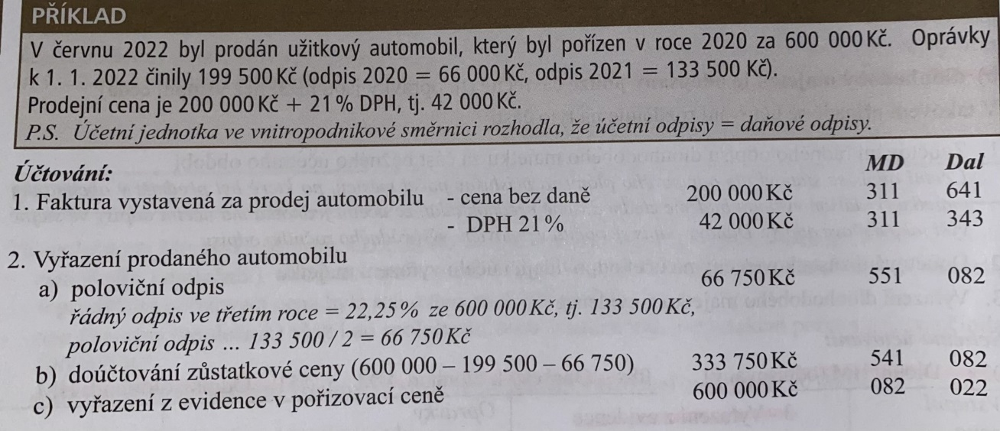 PŘÍKLAD
V červnu 2022 byl prodán užitkový automobil, který byl pořízen v roce 2020 za 600 000 Kč. Oprávky
k 1. 1. 2022 činily 199 500 Kč (odpis 2020 = 66 000 Kč, odpis 2021 = 133 500 Kč).
Prodejní cena je 200 000 Kč + 21 % DPH, tj. 42 000 Kč.
P.S. Účetní jednotka ve vnitropodnikové směrnici rozhodla, že účetní odpisy = daňové odpisy.
Účtování: MD Dal
1. Faktura vystavená za prodej automobilu - cena bez daně 200 000 Kč 311 641
- DPH 21 % 42 000 Kč 311 343
2. Vyřazení prodaného automobilu
a) poloviční odpis 66 750 Kč 551 082
řádný odpis ve třetím roce = 22,25 % ze 600 000 Kč, tj. 133 500 Kč,
poloviční odpis ... 133 500 / 2 = 66 750 Kč
b) doúčtování zůstatkové ceny (600 000 – 199 500 – 66 750) 333 750 Kč 541 082
c) vyřazení z evidence v pořizovací ceně 600 000 Kč 082 022